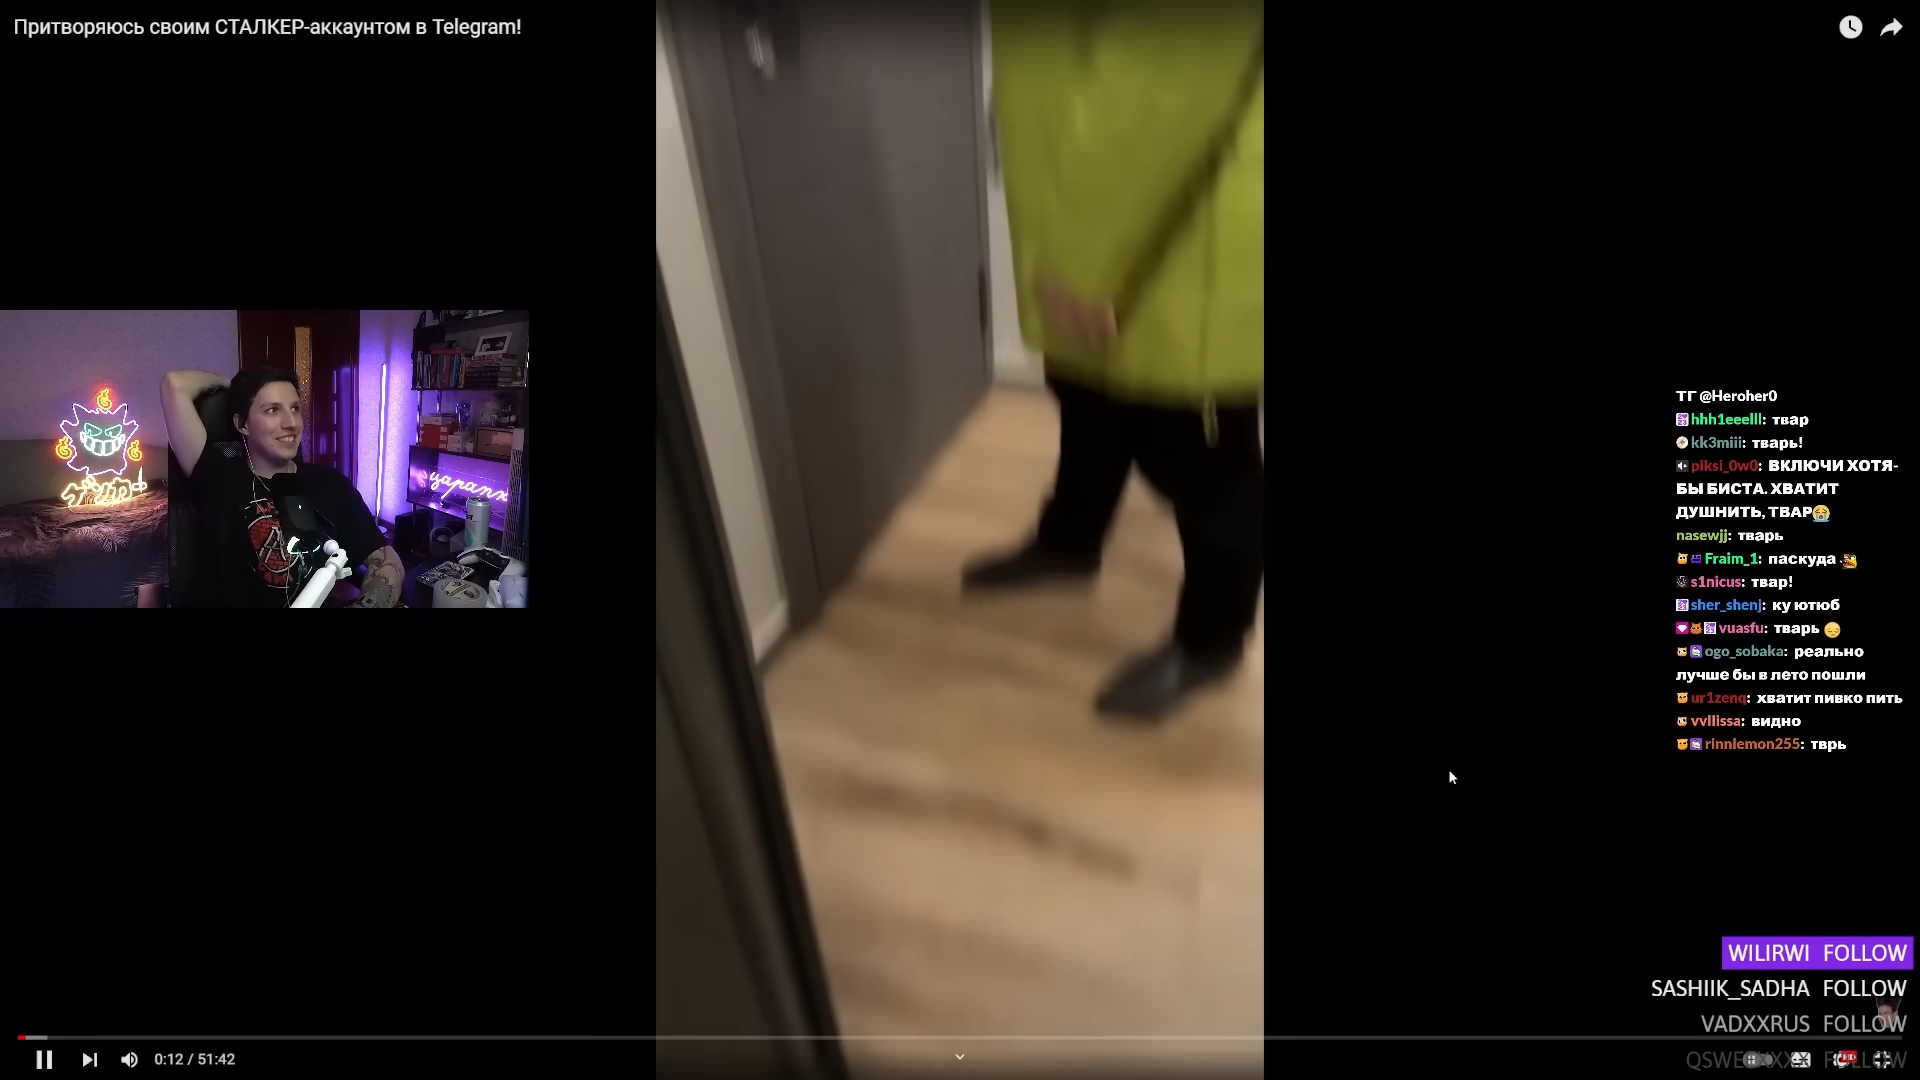 Притворяюсь своим СТАЛКЕР-аккаунтом в Telegram!
царапк
ТГ @Heroher0
hhh1eeelll: твар
kk3miii: тварь!
piksi_0w0: ВКЛЮЧИ ХОТЯ-
БЫ БИСТА. ХВАТИТ
ДУШНИТЬ, ТВАР😭
nasewjj: тварь
Fraim_1: паскуда
s1nicus: твар!
sher_shenj: ку ютюб
vuasfu: тварь 😔
ogo_sobaka: реально
лучше бы в лето пошли
ur1zenq: хватит пивко пить
vvllissa: видно
rinnlemon255: тврь
WILIRWI FOLLOW
SASHIIK_SADHA FOLLOW
VADXXRUS FOLLOW
FOLLOW
0:12 / 51:42